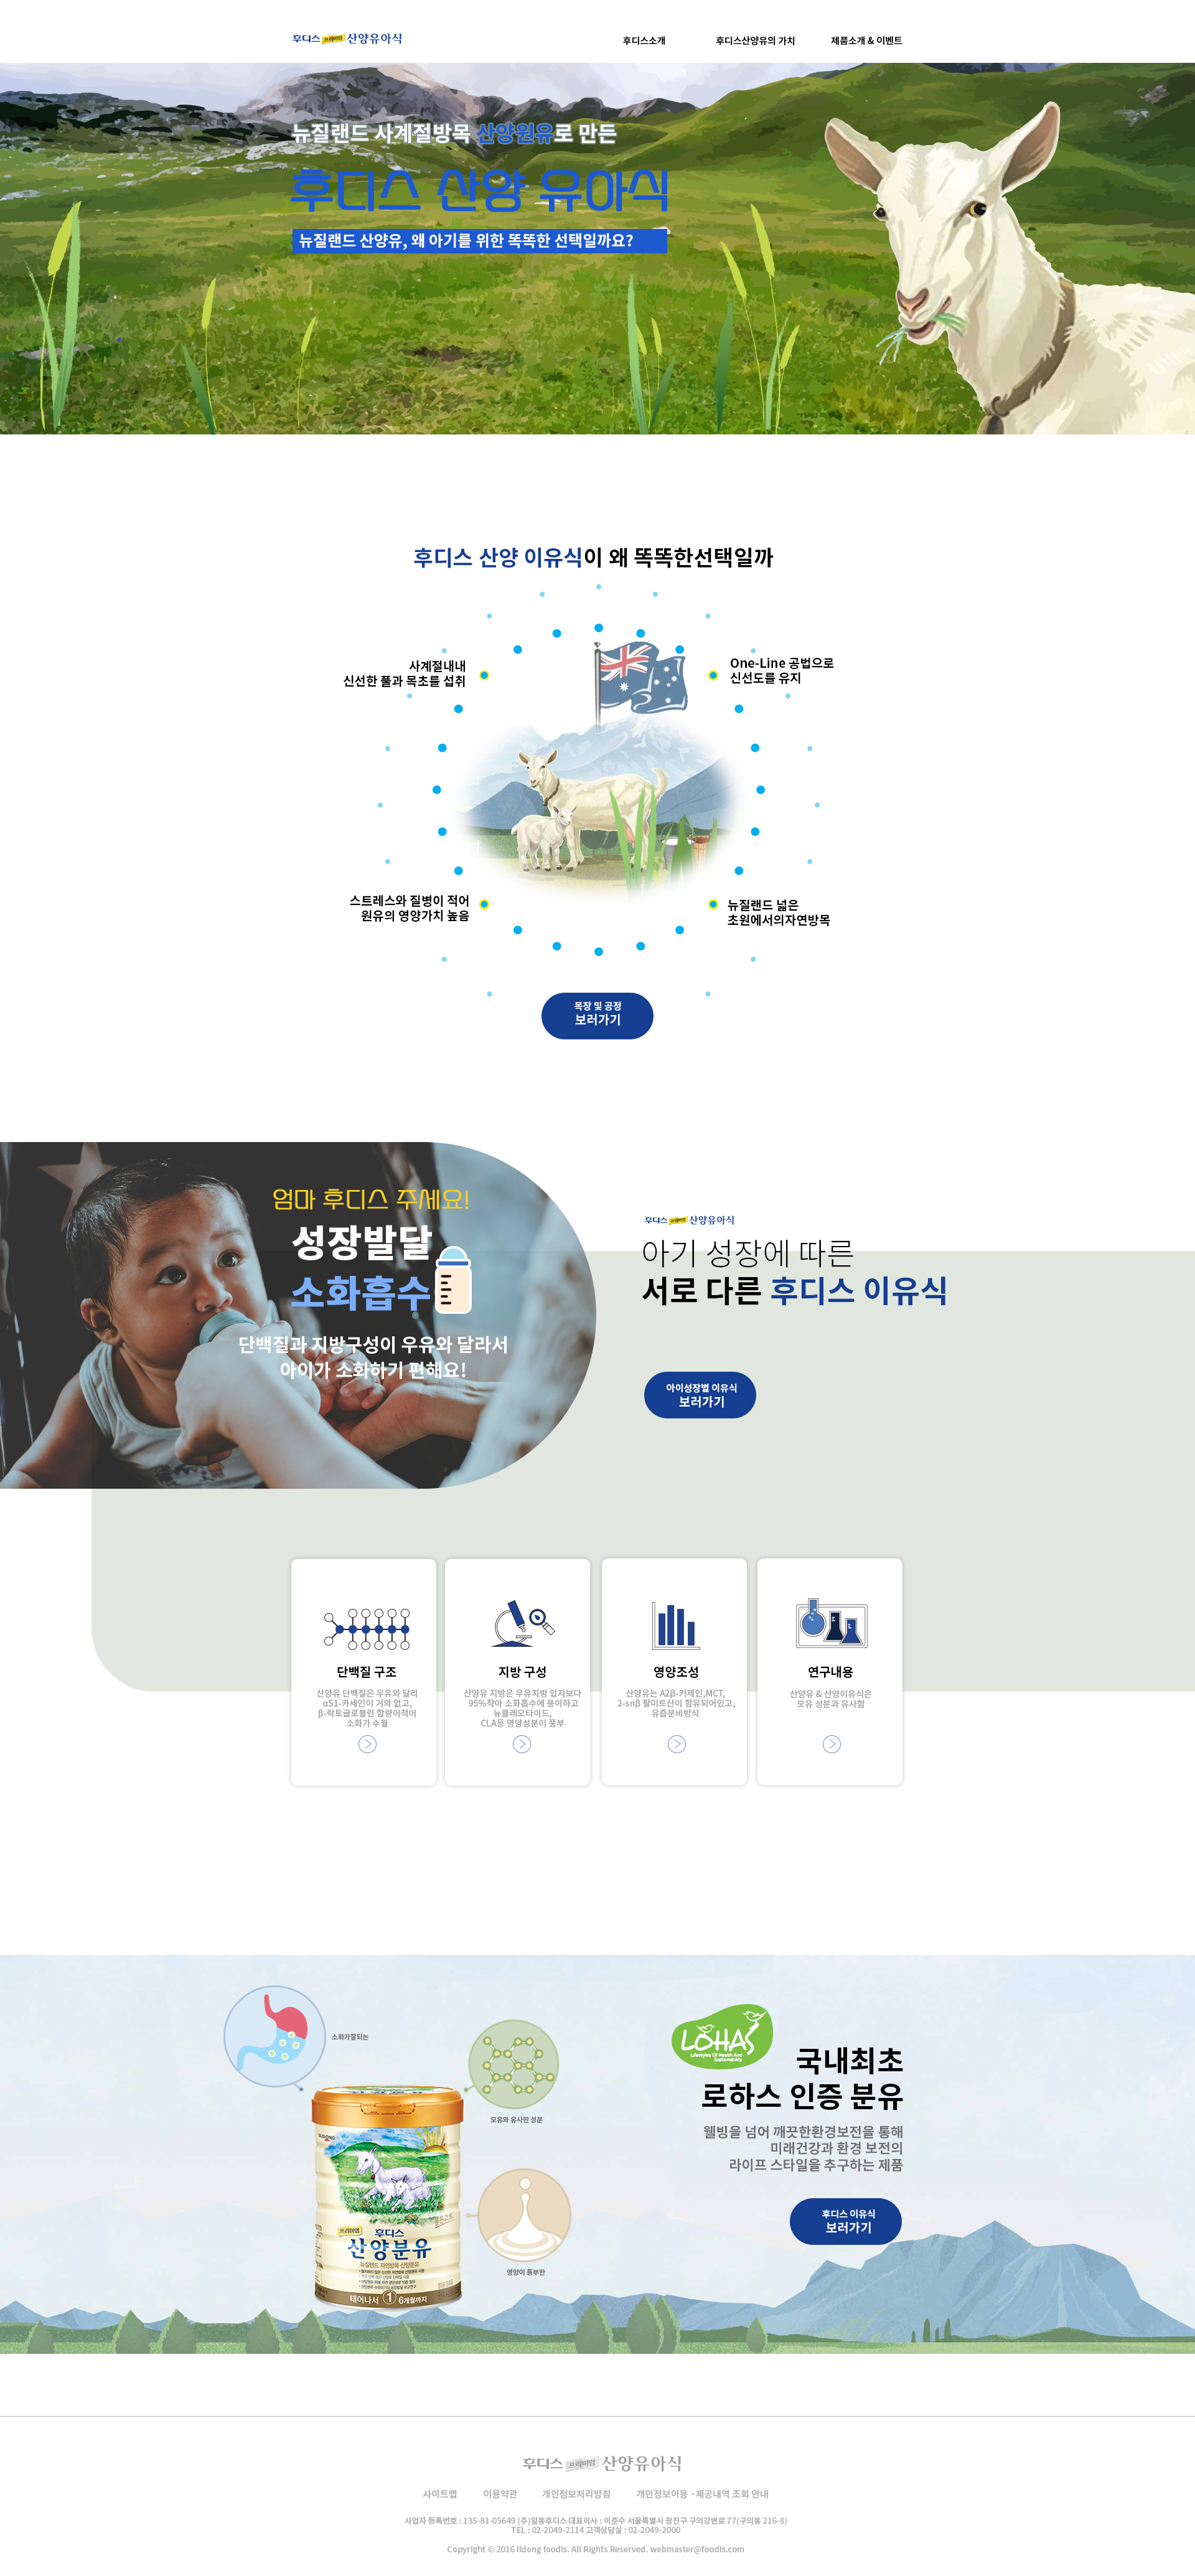 후디스 프리미엄 산양유아식
후디스소개 후디스산양유의 가치 제품소개 & 이벤트
뉴질랜드 사계절방목 산양원유로 만든
후디스 산양 유아식
뉴질랜드 산양유, 왜 아기를 위한 똑똑한 선택일까요?
후디스 산양 이유식이 왜 똑똑한선택일까
사계절내내
신선한 풀과 목초를 섭취
One-Line 공법으로
신선도를 유지
스트레스와 질병이 적어
원유의 영양가치 높음
뉴질랜드 넓은
초원에서의자연방목
목장 및 공정
보러가기
엄마 후디스 주세요!
성장발달
소화흡수
단백질과 지방구성이 우유와 달라서
아이가 소화하기 편해요!
후디스 프리미엄 산양유아식
아기 성장에 따른
서로 다른 후디스 이유식
아이성장별 이유식
보러가기
단백질 구조
산양유 단백질은 우유와 달리
αS1-카세인이 거의 없고,
β-락토글로불린 함량이적어
소화가 수월
지방 구성
산양유 지방은 우유지방 입자보다
95%작아 소화흡수에 용이하고
뉴클레오타이드,
CLA등 영양성분이 풍부
영양조성
산양유는 A2β-카제인,MCT,
2-snβ 팔미트산이 함유되어있고,
유즙분비방식
연구내용
산양유 & 산양이유식은
모유 성분과 유사함
소화가잘되는
모유와 유사한 성분
영양이 풍부한
ILDONG
프리미엄 후디스
산양분유
뉴질랜드 자연방목 산양분유
태어나서 1 6개월까지
LOHAS
Lifestyles Of Health And
Sustainability
국내최초
로하스 인증 분유
웰빙을 넘어 깨끗한환경보전을 통해
미래건강과 환경 보전의
라이프 스타일을 추구하는 제품
후디스 이유식
보러가기
후디스 프리미엄 산양유아식
사이트맵 이용약관 개인정보처리방침 개인정보이용 ·제공내역 조회 안내
사업자 등록번호 : 135-81-05649 (주)일동후디스 대표이사 : 이준수 서울특별시 광진구 구의강변로 77(구의동 216-8)
TEL : 02-2049-2114 고객상담실 : 02-2049-2000
Copyright © 2016 ildong foodis. All Rights Reserved. webmaster@foodis.com